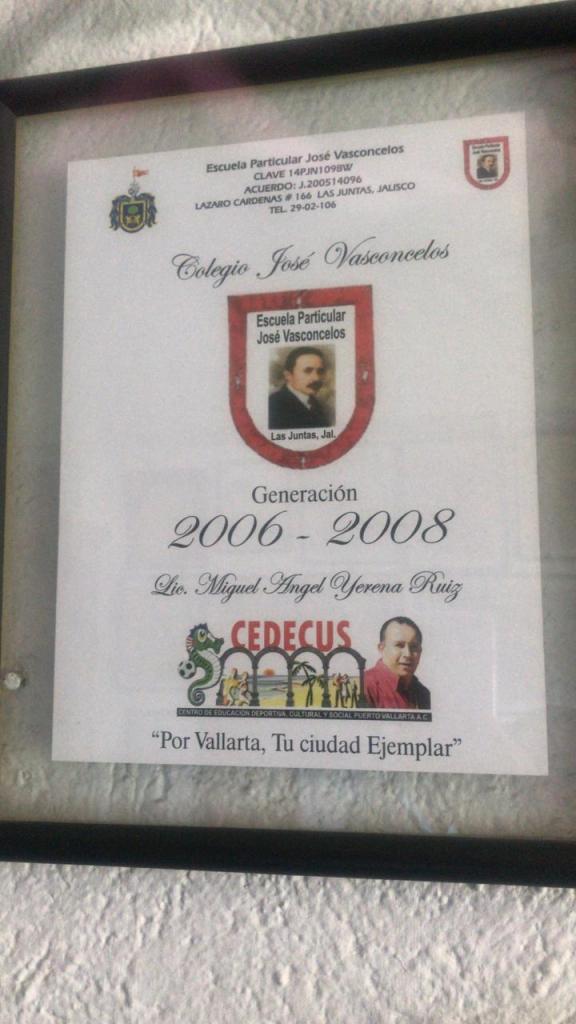 Escuela Particular José Vasconcelos
CLAVE 14PJN1098W
ACUERDO: J.200514096
LAZARO CARDENAS # 166 LAS JUNTAS, JALISCO
TEL. 29-02-106
Colegio José Vasconcelos
Escuela Particular
José Vasconcelos
Las Juntas, Jal.
Generación
2006 - 2008
Lic. Miguel Angel Yerena Ruiz
CEDECUS
CENTRO DE EDUCACIÓN DEPORTIVA, CULTURAL Y SOCIAL PUERTO VALLARTA A.C
“Por Vallarta, Tu ciudad Ejemplar”